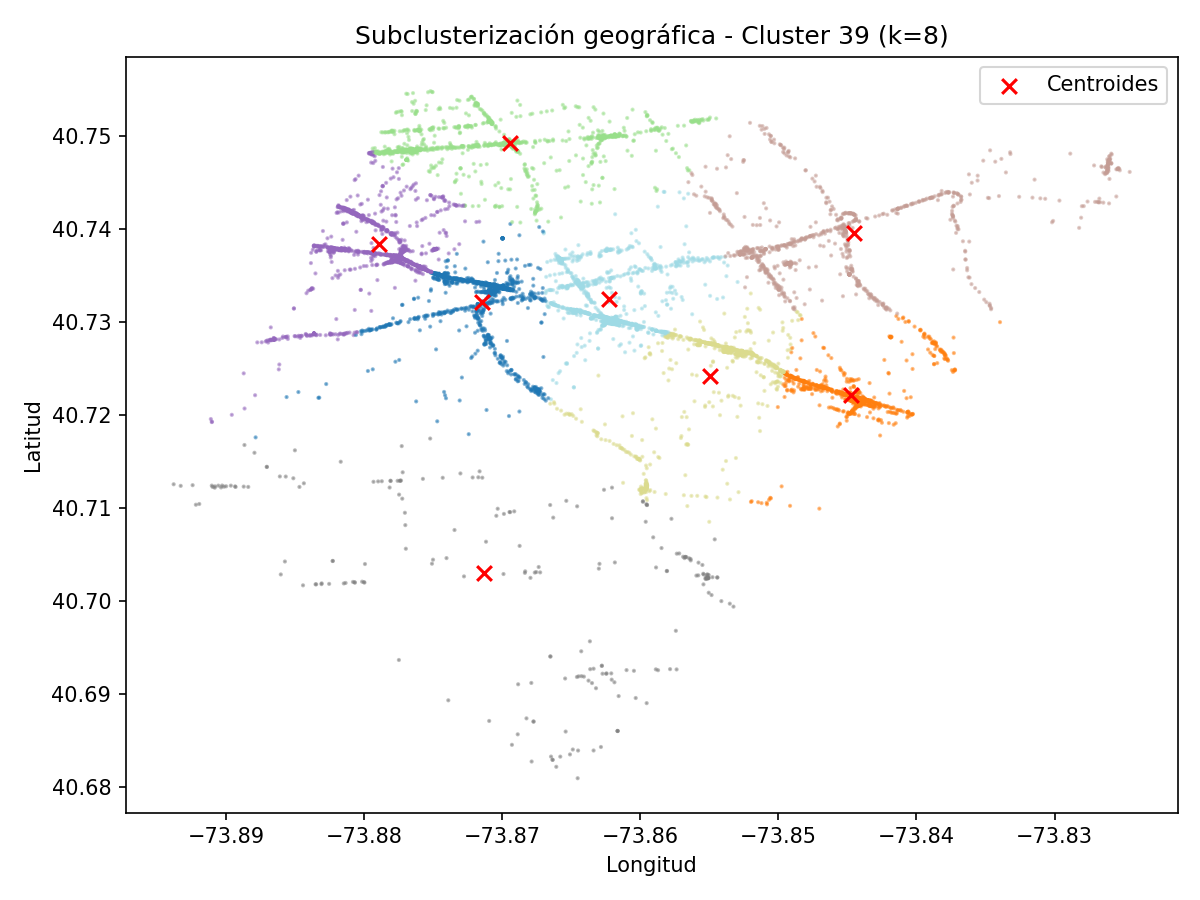 Subclusterización geográfica - Cluster 39 (k=8)
Centroides
40.75
40.74
40.73
40.72
40.71
40.70
40.69
40.68
Latitud
−73.89 −73.88 −73.87 −73.86 −73.85 −73.84 −73.83
Longitud